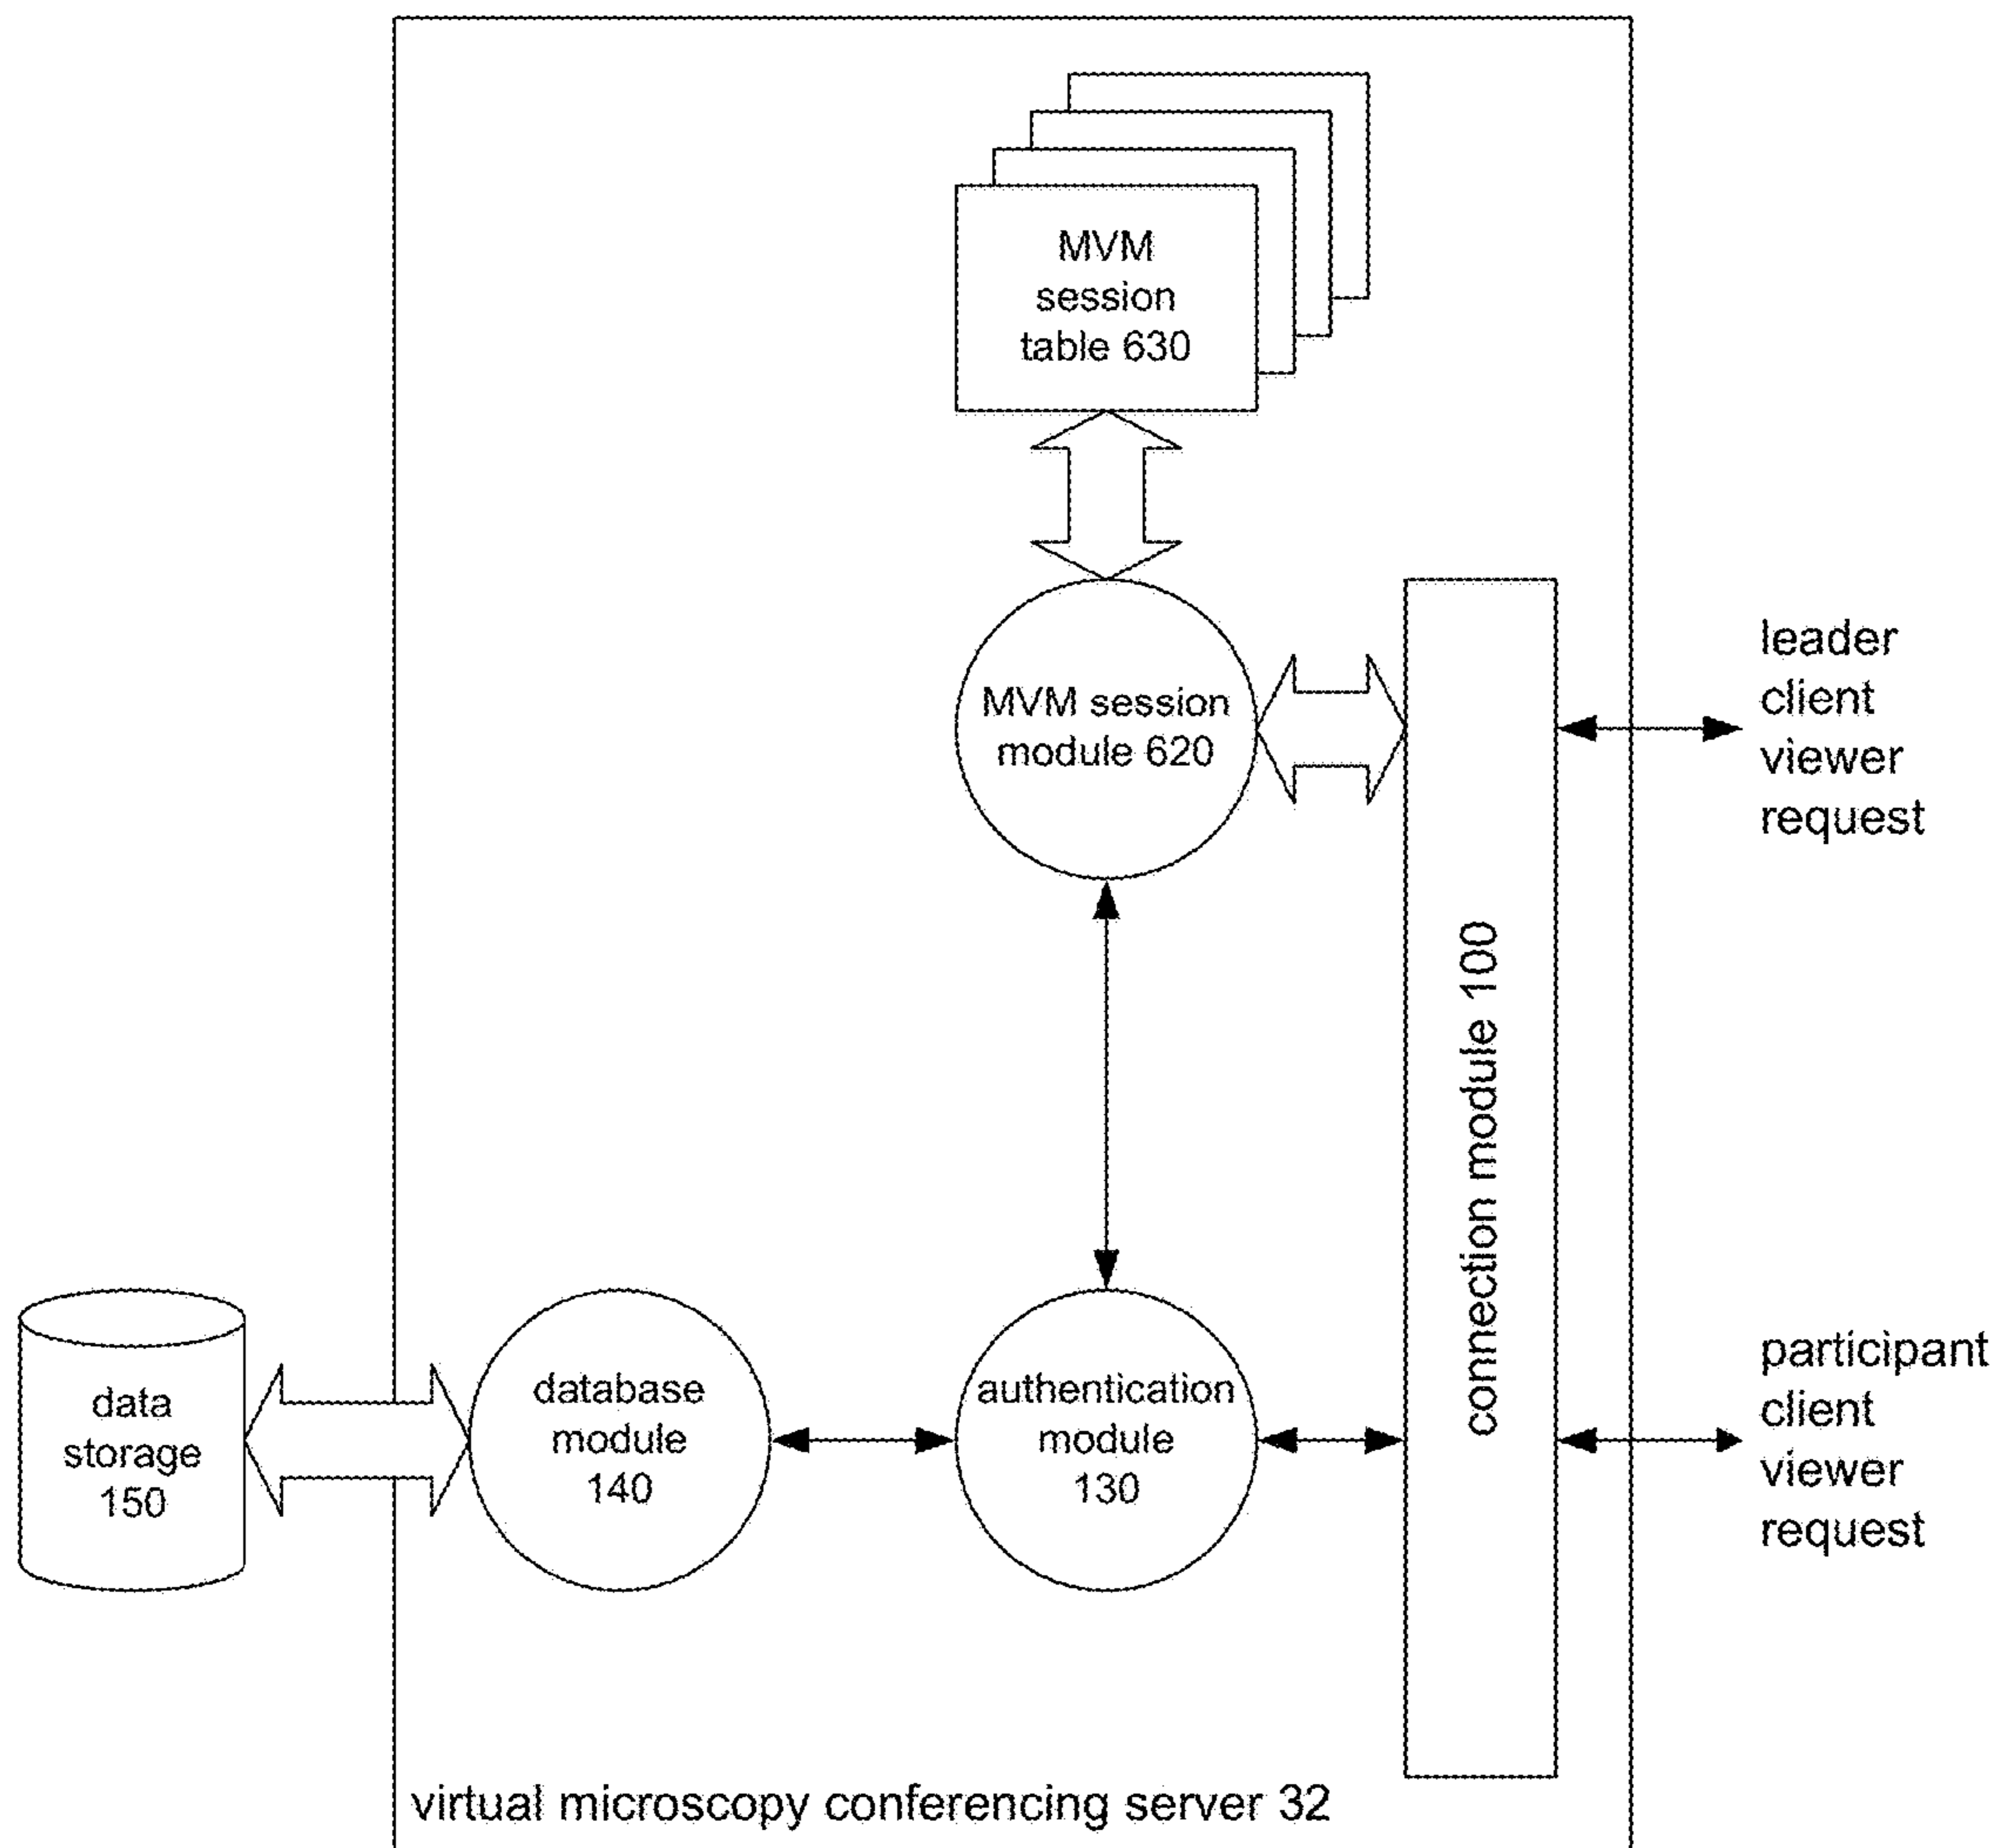 MVM
session
table 630
MVM session
module 620
leader
client
viewer
request
connection module 100
data
storage
150
database
module
140
authentication
module
130
participant
client
viewer
request
virtual microscopy conferencing server 32